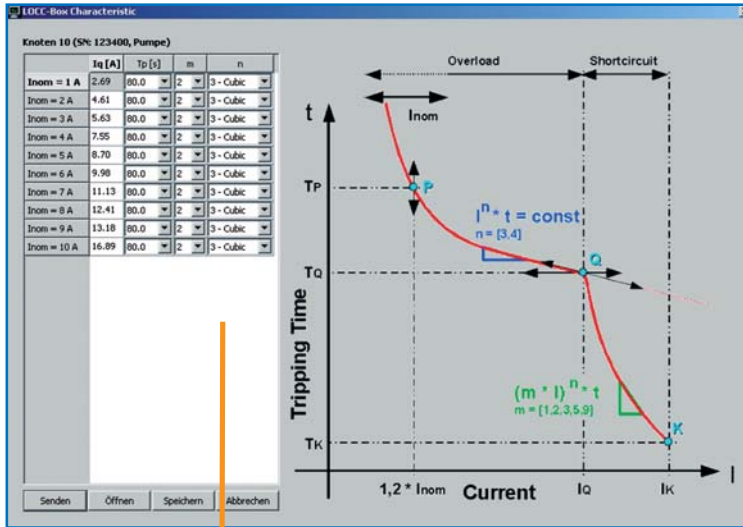 LOCC-Box Characteristic
Knoten 10 (SN: 123400, Pumpe)
Iq [A] Tp [s] m n
Inom = 1 A 2.69 80.0 2 3 - Cubic
Inom = 2 A 4.61 80.0 2 3 - Cubic
Inom = 3 A 5.63 80.0 2 3 - Cubic
Inom = 4 A 7.55 80.0 2 3 - Cubic
Inom = 5 A 8.70 80.0 2 3 - Cubic
Inom = 6 A 9.98 80.0 2 3 - Cubic
Inom = 7 A 11.13 80.0 2 3 - Cubic
Inom = 8 A 12.41 80.0 2 3 - Cubic
Inom = 9 A 13.18 80.0 2 3 - Cubic
Inom = 10 A 16.89 80.0 2 3 - Cubic
Senden Öffnen Speichern Abbrechen
Overload Shortcircuit
t
Inom
TP
P
I^n * t = const
n = [3,4]
TQ
Q
Tripping Time
(m * I)^n * t
m = [1,2,3,5,9]
TK
K
I
1,2 * Inom Current IQ IK